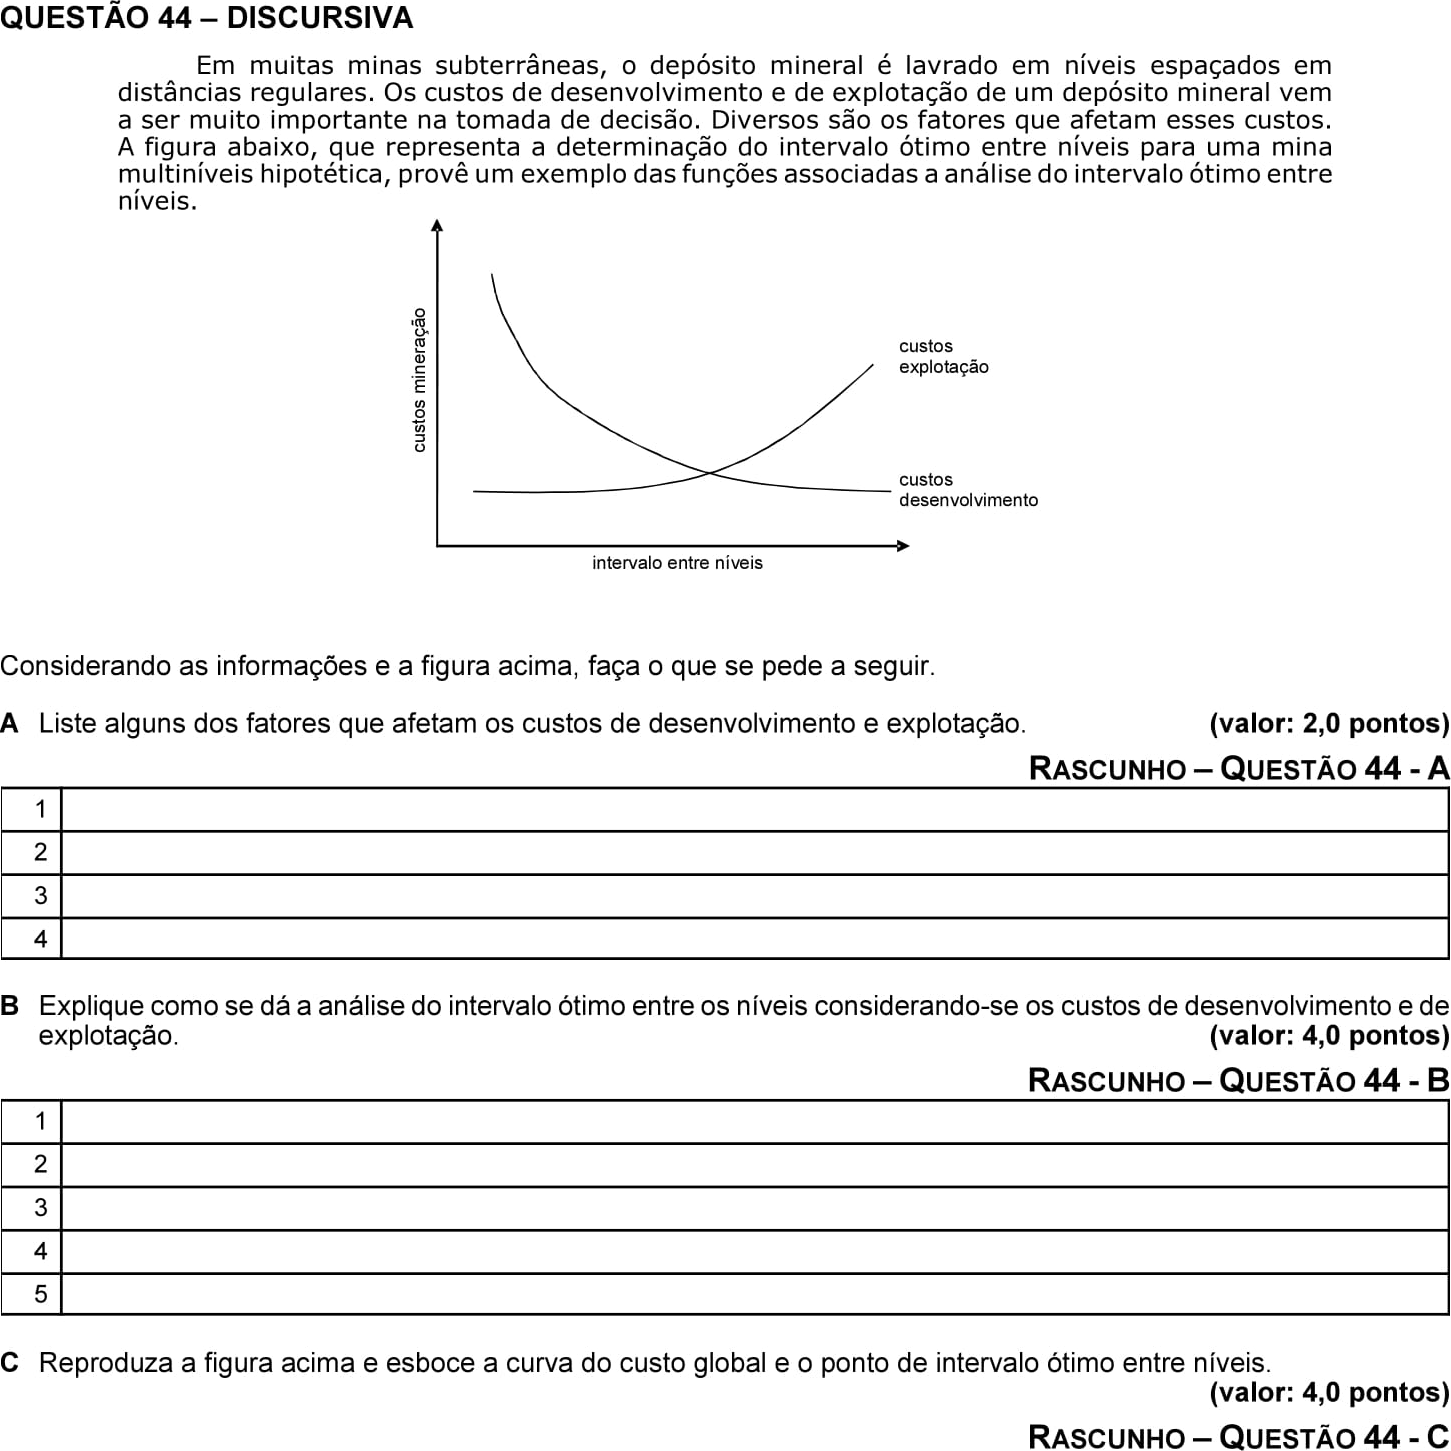 QUESTÃO 44 – DISCURSIVA
Em muitas minas subterrâneas, o depósito mineral é lavrado em níveis espaçados em
distâncias regulares. Os custos de desenvolvimento e de explotação de um depósito mineral vem
a ser muito importante na tomada de decisão. Diversos são os fatores que afetam esses custos.
A figura abaixo, que representa a determinação do intervalo ótimo entre níveis para uma mina
multiníveis hipotética, provê um exemplo das funções associadas a análise do intervalo ótimo entre
níveis.
custos mineração
custos
explotação
custos
desenvolvimento
intervalo entre níveis
Considerando as informações e a figura acima, faça o que se pede a seguir.
A Liste alguns dos fatores que afetam os custos de desenvolvimento e explotação. (valor: 2,0 pontos)
RASCUNHO – QUESTÃO 44 - A
1
2
3
4
B Explique como se dá a análise do intervalo ótimo entre os níveis considerando-se os custos de desenvolvimento e de
explotação. (valor: 4,0 pontos)
RASCUNHO – QUESTÃO 44 - B
1
2
3
4
5
C Reproduza a figura acima e esboce a curva do custo global e o ponto de intervalo ótimo entre níveis.
(valor: 4,0 pontos)
RASCUNHO – QUESTÃO 44 - C